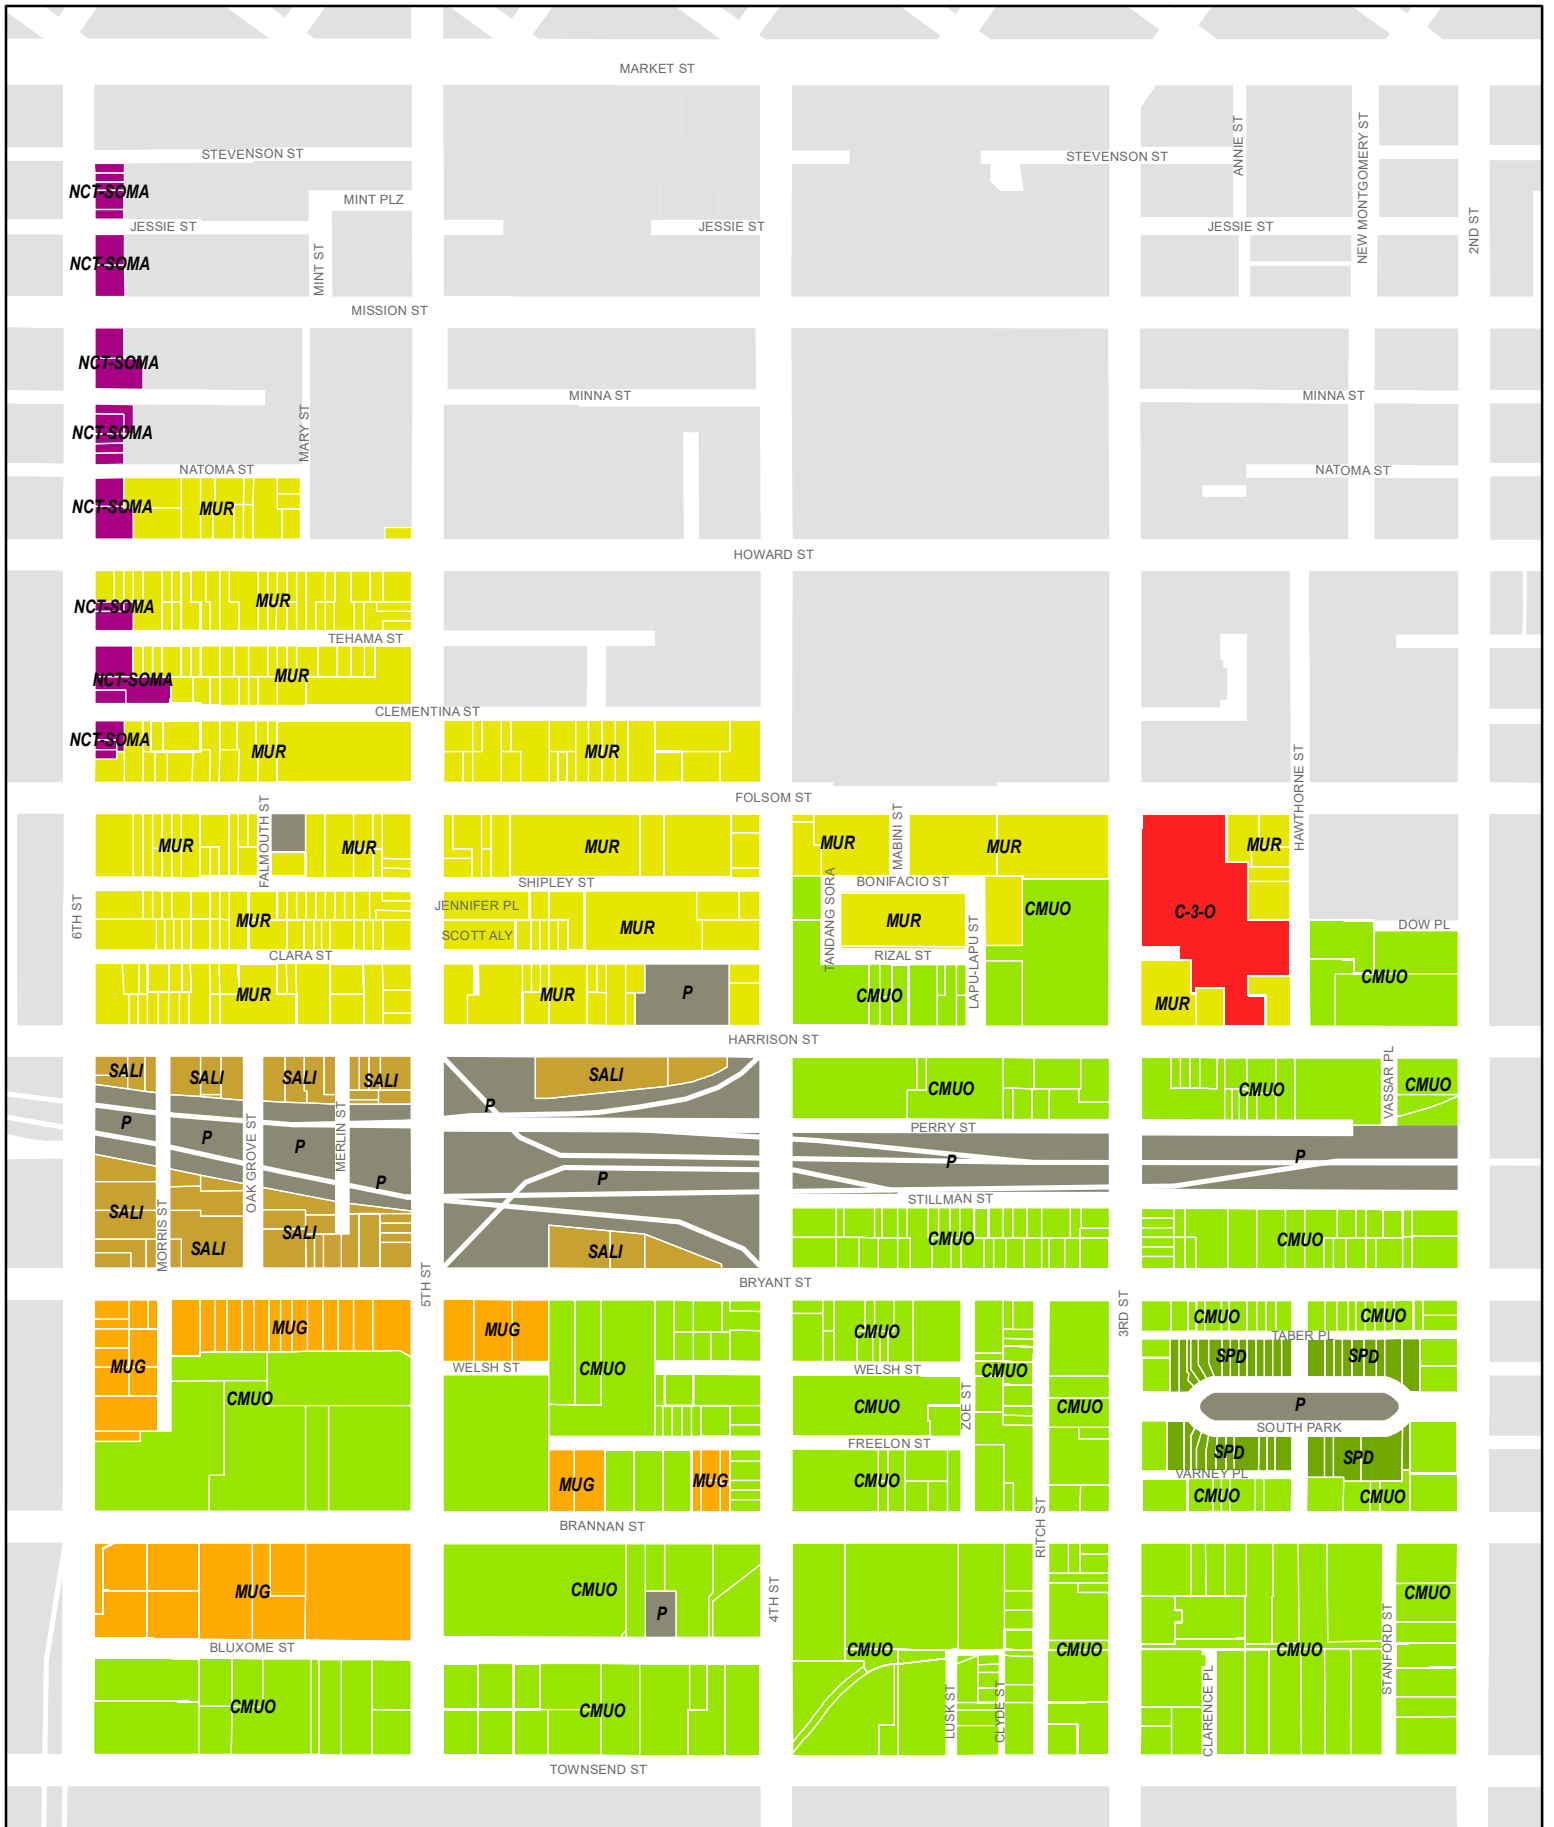 MARKET ST
STEVENSON ST
STEVENSON ST
ANNIE ST
NEW MONTGOMERY ST
NCT-SOMA
MINT PLZ
JESSIE ST
JESSIE ST
JESSIE ST
2ND ST
NCT-SOMA
MINT ST
MISSION ST
NCT-SOMA
MINNA ST
MINNA ST
NCT-SOMA
MARY ST
NATOMA ST
NATOMA ST
NCT-SOMA
MUR
HOWARD ST
NCT-SOMA
MUR
TEHAMA ST
NCT-SOMA
MUR
CLEMENTINA ST
NCT-SOMA
MUR
MUR
HAWTHORNE ST
FOLSOM ST
FALMOUTH ST
MABINI ST
MUR
MUR
MUR
MUR
MUR
MUR
SHIPLEY ST
BONIFACIO ST
6TH ST
JENNIFER PL
TANDANG SORA
CMUO
C-3-O
MUR
MUR
MUR
DOW PL
SCOTT ALY
CLARA ST
RIZAL ST
LAPU-LAPU ST
CMUO
MUR
MUR
P
CMUO
MUR
HARRISON ST
SALI
SALI
SALI
SALI
SALI
CMUO
CMUO
VASSAR PL
CMUO
P
P
P
P
PERRY ST
OAK GROVE ST
MERLIN ST
P
P
P
P
STILLMAN ST
MORRIS ST
SALI
SALI
SALI
SALI
CMUO
CMUO
5TH ST
BRYANT ST
3RD ST
MUG
MUG
CMUO
CMUO
CMUO
TABER PL
MUG
WELSH ST
CMUO
WELSH ST
CMUO
SPD
SPD
CMUO
CMUO
ZOE ST
CMUO
P
SOUTH PARK
FREELON ST
SPD
SPD
VARNEY PL
MUG
MUG
CMUO
CMUO
CMUO
BRANNAN ST
RITCH ST
MUG
CMUO
P
4TH ST
CMUO
BLUXOME ST
CMUO
CMUO
CMUO
STANFORD ST
CMUO
CMUO
LUSK ST
CLYDE ST
CLARENCE PL
TOWNSEND ST